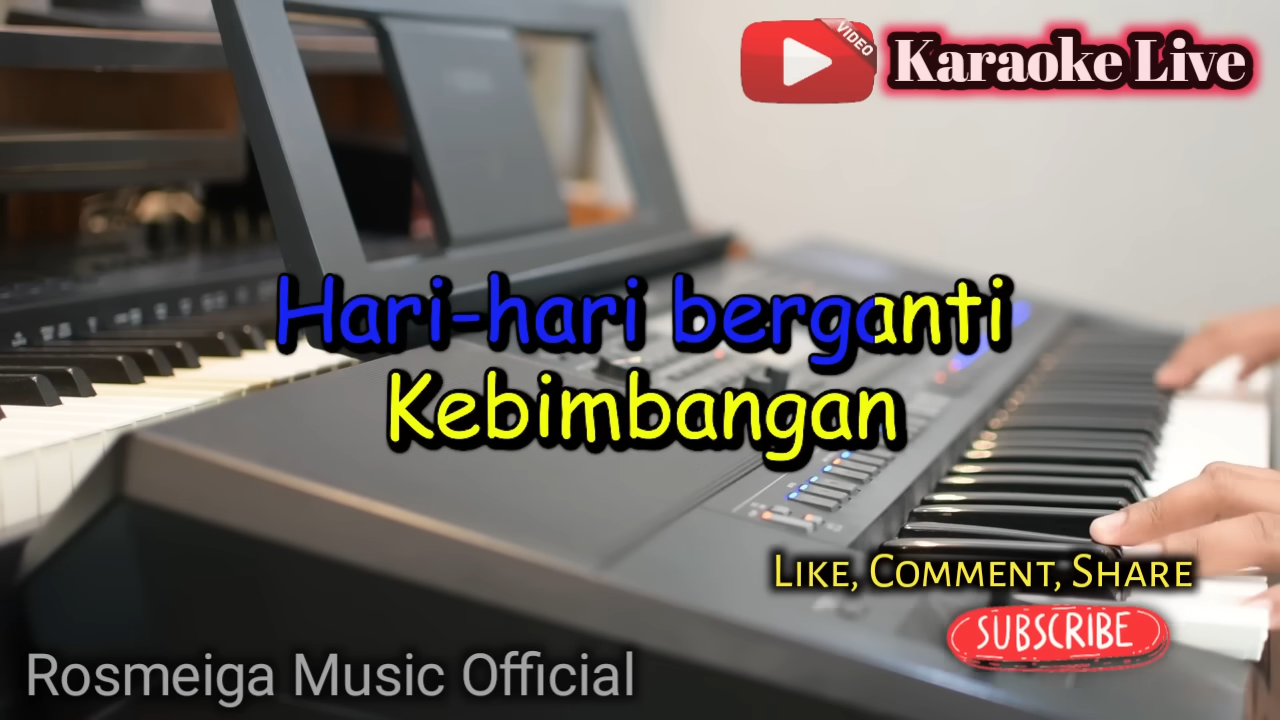 VIDEO
Karaoke Live
Hari-hari berganti
Kebimbangan
Like, Comment, Share
SUBSCRIBE
Rosmeiga Music Official